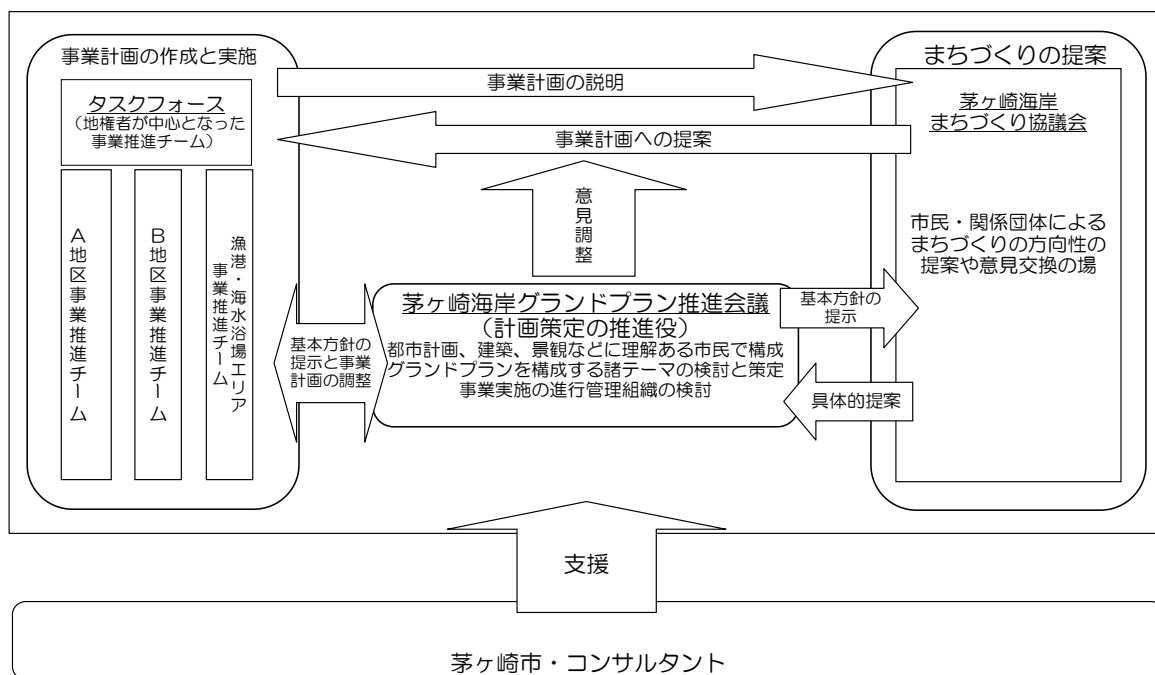 事業計画の作成と実施
タスクフォース
（地権者が中心となった
事業推進チーム）
A地区事業推進チーム
B地区事業推進チーム
漁港・海水浴場エリア
事業推進チーム
事業計画の説明
事業計画への提案
意見調整
まちづくりの提案
茅ヶ崎海岸
まちづくり協議会
市民・関係団体による
まちづくりの方向性の
提案や意見交換の場
基本方針の
提示と事業
計画の調整
茅ヶ崎海岸グランドプラン推進会議
（計画策定の推進役）
都市計画、建築、景観などに理解ある市民で構成
グランドプランを構成する諸テーマの検討と策定
事業実施の進行管理組織の検討
基本方針の
提示
具体的提案
支援
茅ヶ崎市・コンサルタント